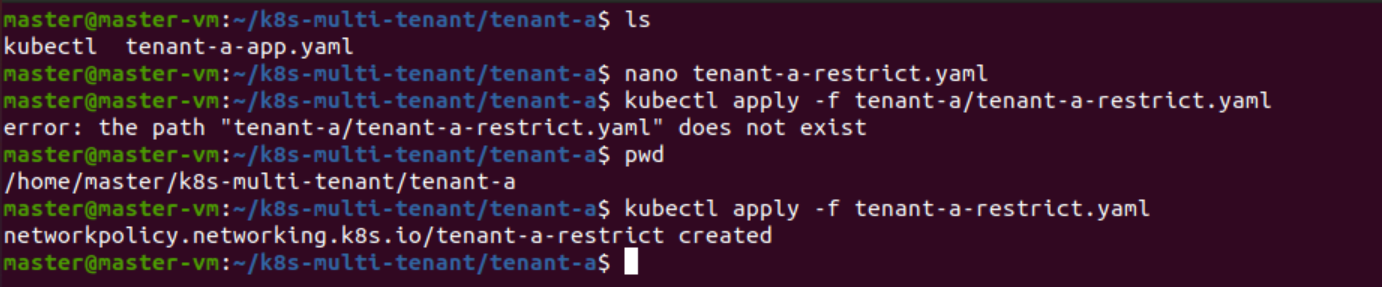 master@master-vm:~/k8s-multi-tenant/tenant-a$ ls
kubectl  tenant-a-app.yaml
master@master-vm:~/k8s-multi-tenant/tenant-a$ nano tenant-a-restrict.yaml
master@master-vm:~/k8s-multi-tenant/tenant-a$ kubectl apply -f tenant-a/tenant-a-restrict.yaml
error: the path "tenant-a/tenant-a-restrict.yaml" does not exist
master@master-vm:~/k8s-multi-tenant/tenant-a$ pwd
/home/master/k8s-multi-tenant/tenant-a
master@master-vm:~/k8s-multi-tenant/tenant-a$ kubectl apply -f tenant-a-restrict.yaml
networkpolicy.networking.k8s.io/tenant-a-restrict created
master@master-vm:~/k8s-multi-tenant/tenant-a$